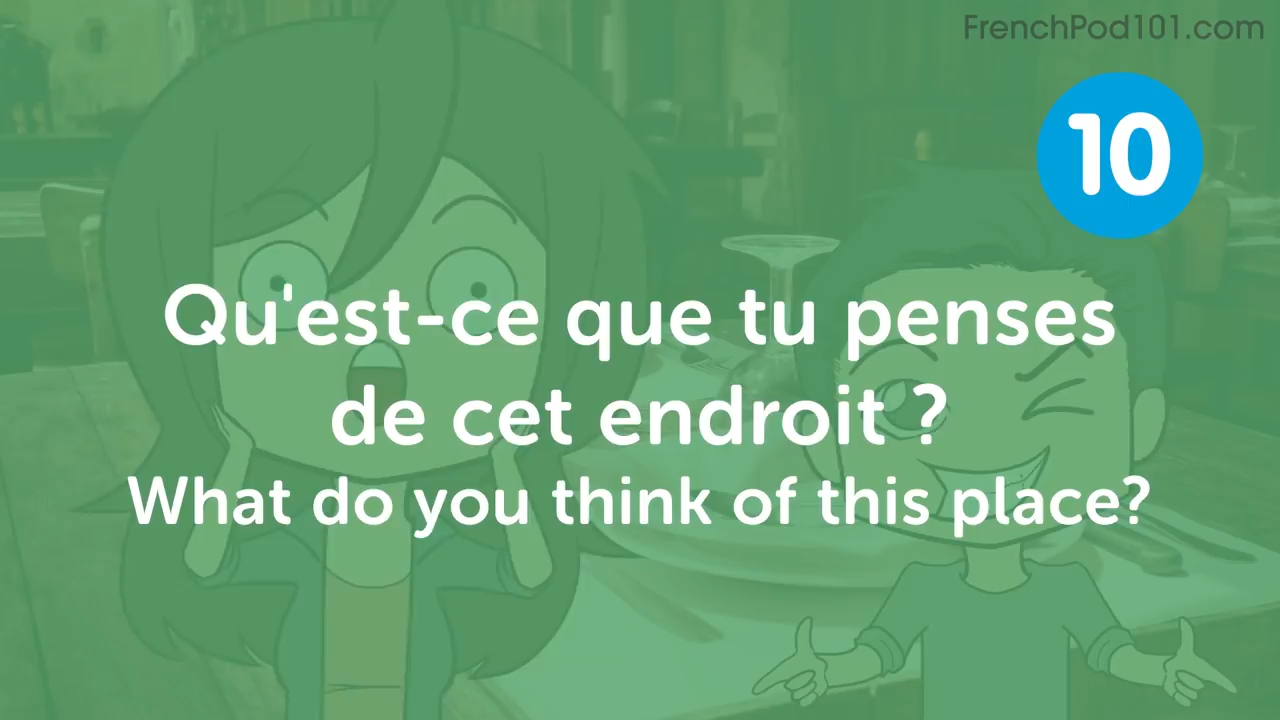 FrenchPod101.com
10
Qu'est-ce que tu penses
de cet endroit ?
What do you think of this place?